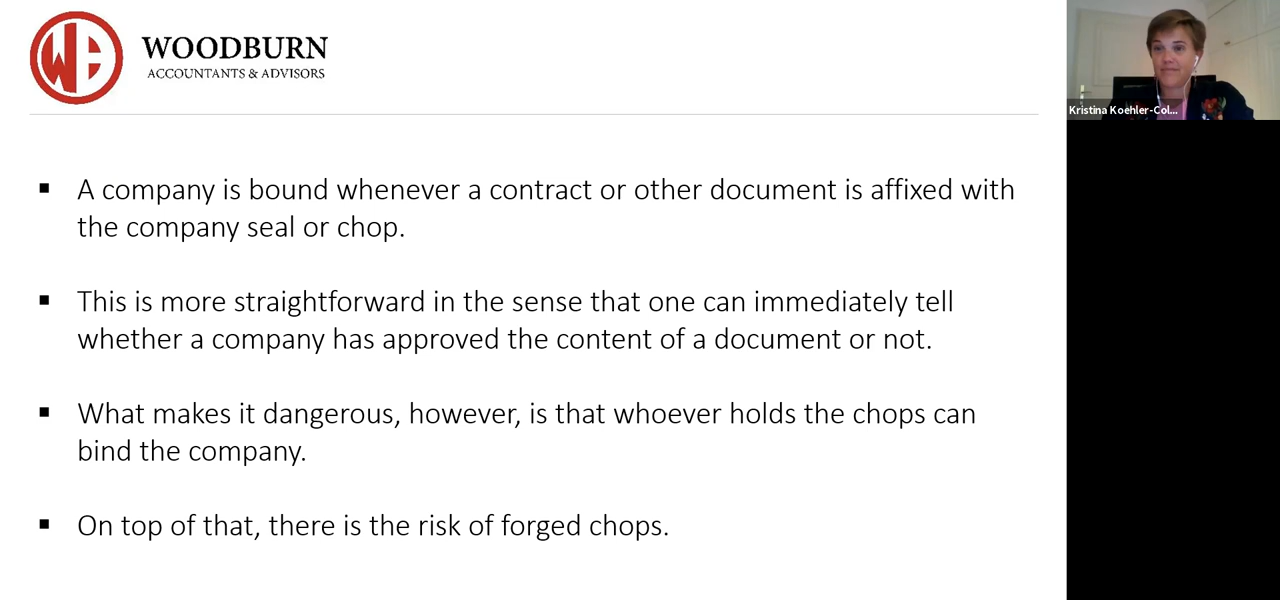 WB
WOODBURN
ACCOUNTANTS & ADVISORS
Kristina Koehler-Col...
▪ A company is bound whenever a contract or other document is affixed with
the company seal or chop.
▪ This is more straightforward in the sense that one can immediately tell
whether a company has approved the content of a document or not.
▪ What makes it dangerous, however, is that whoever holds the chops can
bind the company.
▪ On top of that, there is the risk of forged chops.